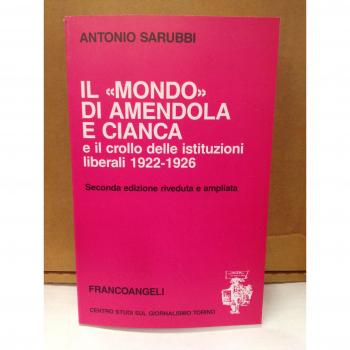 ANTONIO SARUBBI
IL «MONDO»
DI AMENDOLA
E CIANCA
e il crollo delle istituzioni
liberali 1922-1926
Seconda edizione riveduta e ampliata
FRANCOANGELI
CENTRO STUDI SUL GIORNALISMO TORINO